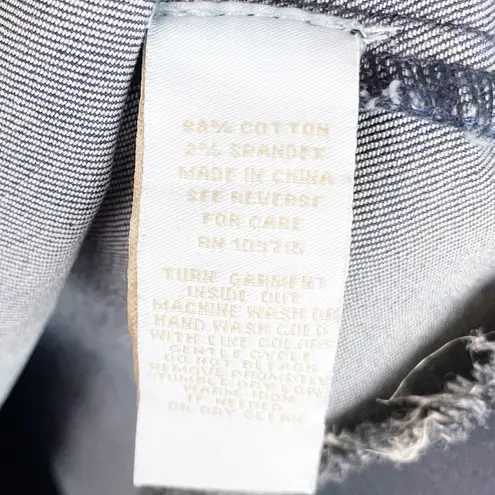 98% COTTON
2% SPANDEX
MADE IN CHINA
SEE REVERSE
FOR CARE
RN 103715
TURN GARMENT
INSIDE OUT
MACHINE WASH OR
HAND WASH COLD
WITH LIKE COLORS
GENTLE CYCLE
DO NOT BLEACH
REMOVE PROMPTLY
TUMBLE DRY LOW
WARM IRON
IF NEEDED
OR DRY CLEAN